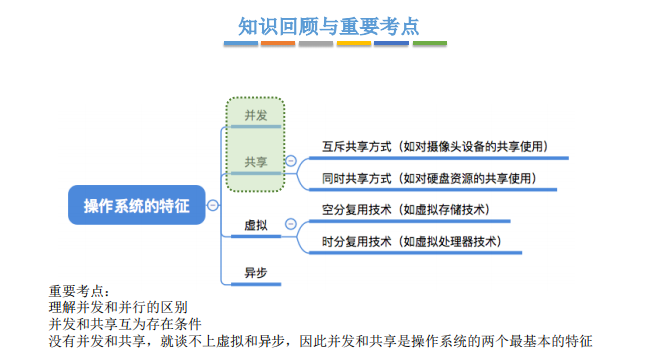 知识回顾与重要考点
并发
共享
互斥共享方式（如对摄像头设备的共享使用）
同时共享方式（如对硬盘资源的共享使用）
操作系统的特征
虚拟
空分复用技术（如虚拟存储技术）
时分复用技术（如虚拟处理器技术）
异步
重要考点：
理解并发和并行的区别
并发和共享互为存在条件
没有并发和共享，就谈不上虚拟和异步，因此并发和共享是操作系统的两个最基本的特征